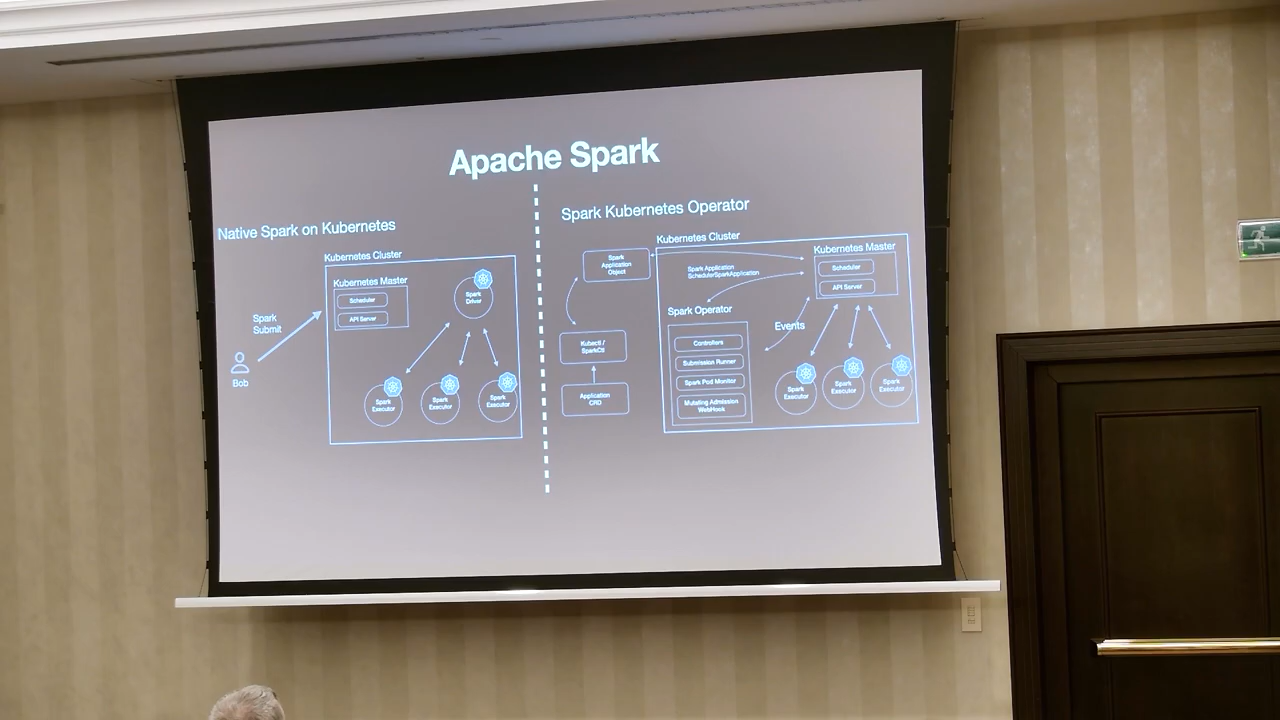 Apache Spark
Native Spark on Kubernetes
Kubernetes Cluster
Kubernetes Master
Scheduler
API Server
Spark
Driver
Spark
Submit
Bob
Spark
Executor
Spark
Executor
Spark
Executor
Spark Kubernetes Operator
Spark
Application
Object
Kubectl /
SparkCtl
Application
CRD
Kubernetes Cluster
Kubernetes Master
Scheduler
API Server
Spark Application
SchedulerSparkApplication
Spark Operator
Controllers
Submission Runner
Spark Pod Monitor
Mutating Admission
WebHook
Events
Spark
Executor
Spark
Executor
Spark
Executor